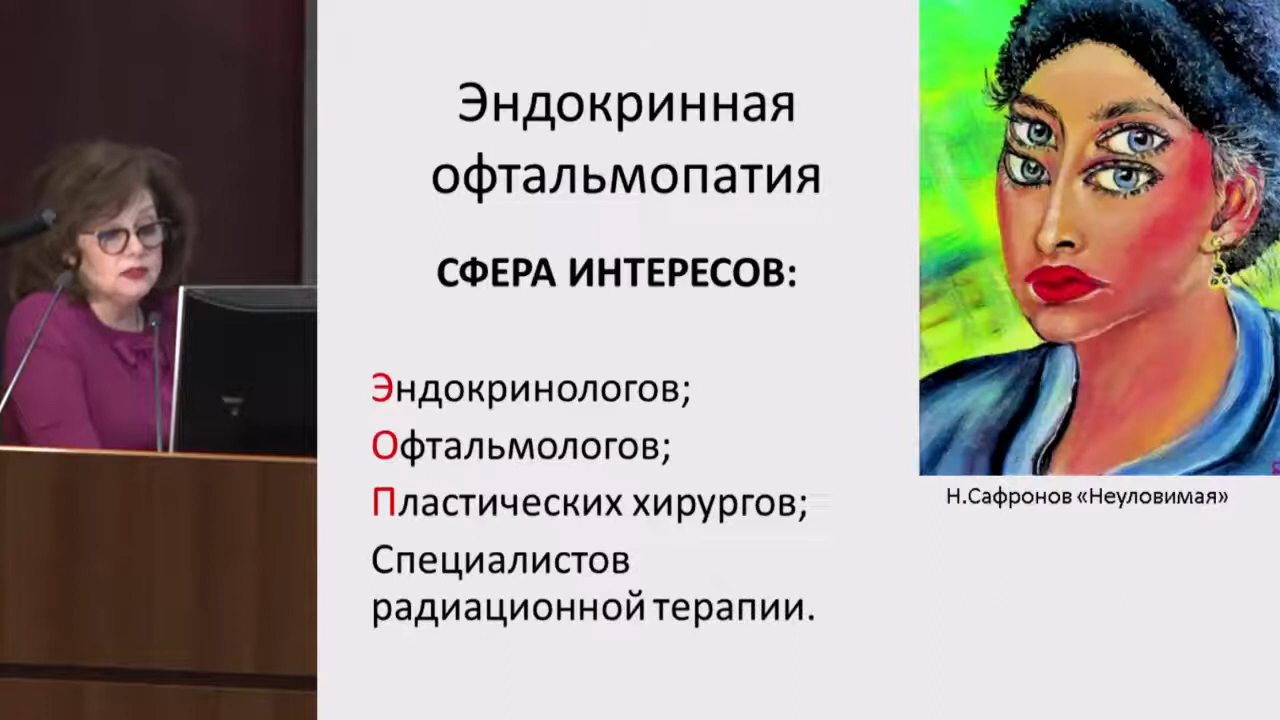 Эндокринная
офтальмопатия
СФЕРА ИНТЕРЕСОВ:
Эндокринологов;
Офтальмологов;
Пластических хирургов;
Специалистов
радиационной терапии.
Н.Сафронов «Неуловимая»